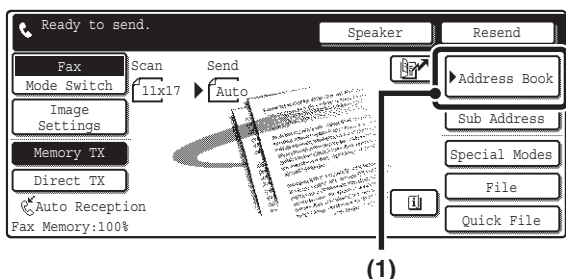 Ready to send.
Speaker
Resend
Fax
Mode Switch
Scan
11x17
Send
Auto
Address Book
Image
Settings
Sub Address
Memory TX
Special Modes
Direct TX
File
Auto Reception
Fax Memory:100%
Quick File
(1)